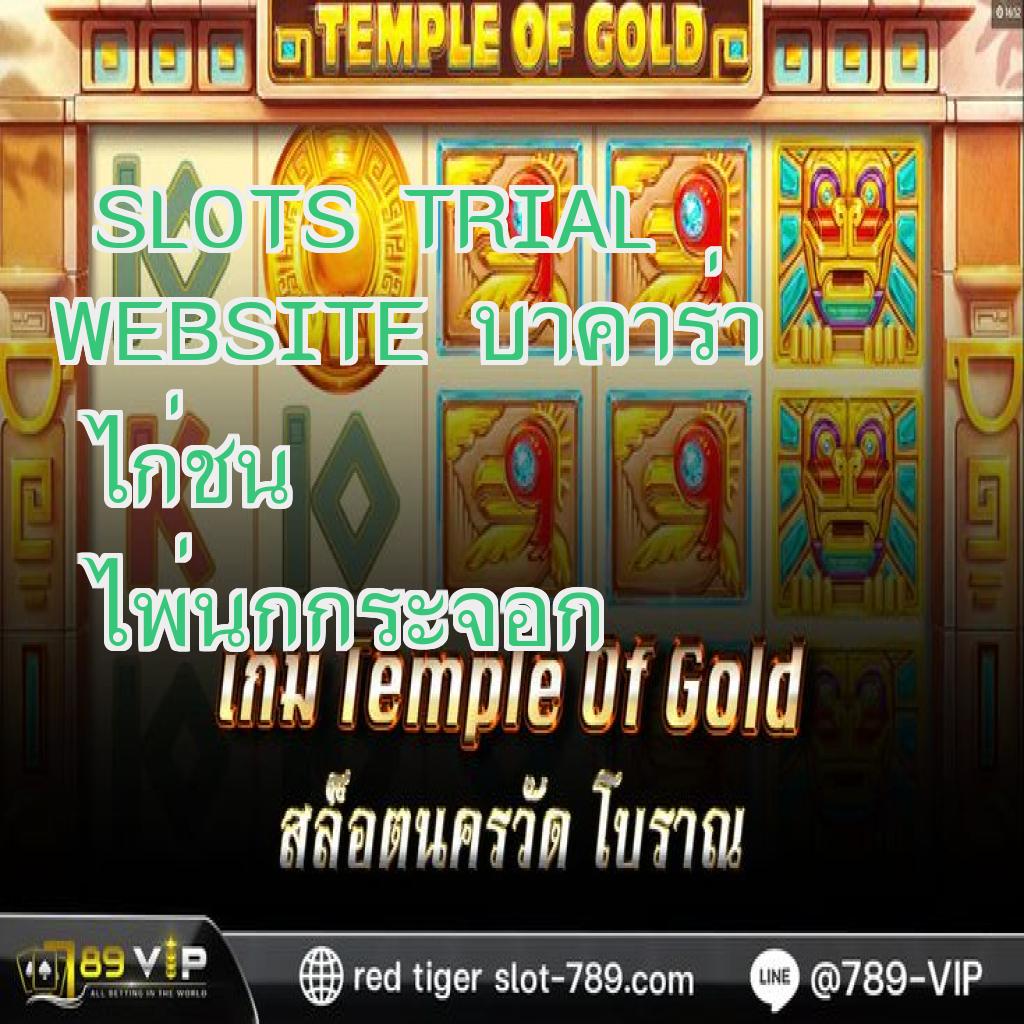 TEMPLE OF GOLD
SLOTS TRIAL
WEBSITE บาคาร่า
ไก่ชน
ไพ่นกกระจอก
เกม Temple Of Gold
สล็อตนครวัด โบราณ
789 VIP
ALL BETTING IN THE WORLD
red tiger slot-789.com
LINE @789-VIP